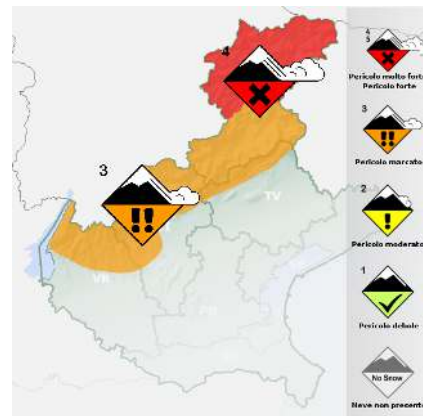 4
3
TV
VR
4
5
Pericolo molto forte
Pericolo forte
3
Pericolo marcato
2
Pericolo moderato
1
Pericolo debole
No Snow
Neve non presente